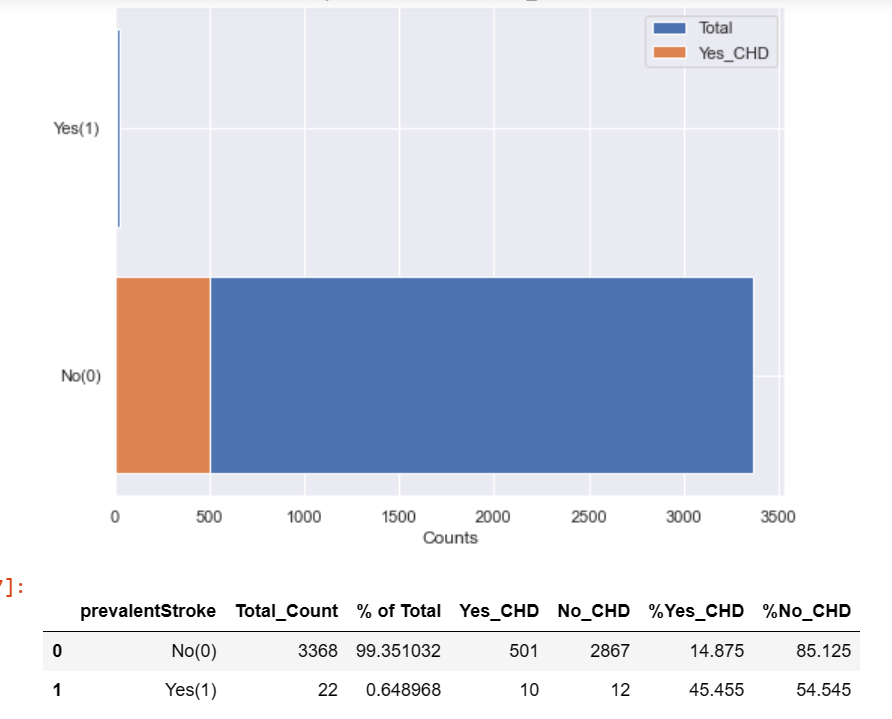 Total
Yes_CHD
Yes(1)
No(0)
0 500 1000 1500 2000 2500 3000 3500
Counts
]:
prevalentStroke Total_Count % of Total Yes_CHD No_CHD %Yes_CHD %No_CHD
0 No(0) 3368 99.351032 501 2867 14.875 85.125
1 Yes(1) 22 0.648968 10 12 45.455 54.545